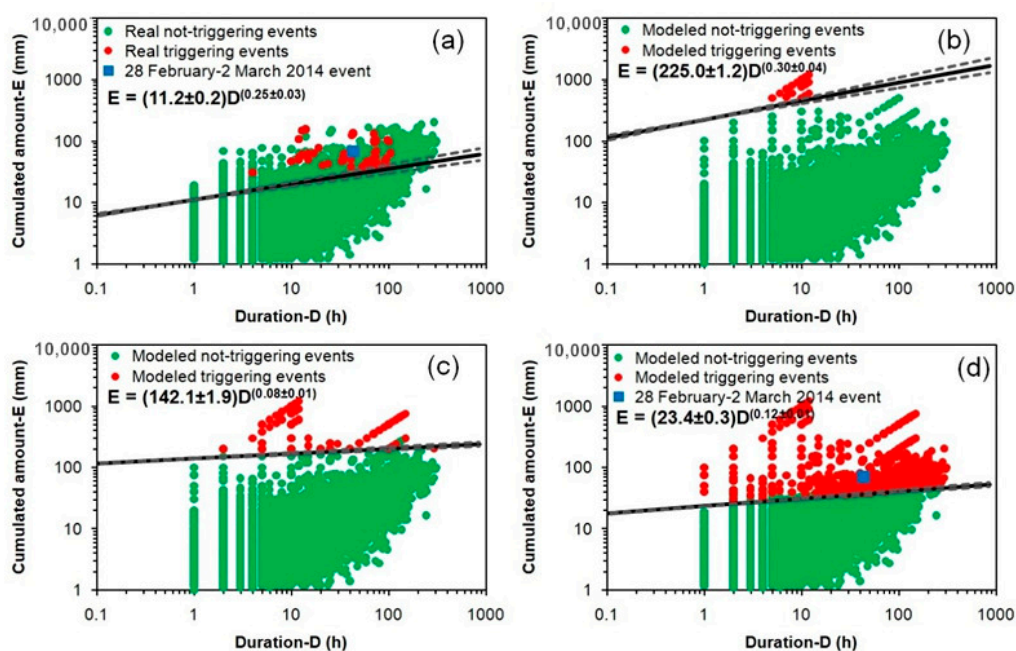 10,000
1000
100
10
1
0.1 1 10 100 1000
Cumulated amount-E (mm)
Duration-D (h)
Real not-triggering events
Real triggering events
28 February-2 March 2014 event
E = (11.2±0.2)D(0.25±0.03)
(a)
10,000
1000
100
10
1
0.1 1 10 100 1000
Cumulated amount-E (mm)
Duration-D (h)
Modeled not-triggering events
Modeled triggering events
E = (225.0±1.2)D(0.30±0.04)
(b)
10,000
1000
100
10
1
0.1 1 10 100 1000
Cumulated amount-E (mm)
Duration-D (h)
Modeled not-triggering events
Modeled triggering events
E = (142.1±1.9)D(0.08±0.01)
(c)
10,000
1000
100
10
1
0.1 1 10 100 1000
Cumulated amount-E (mm)
Duration-D (h)
Modeled not-triggering events
Modeled triggering events
28 February-2 March 2014 event
E = (23.4±0.3)D(0.12±0.01)
(d)